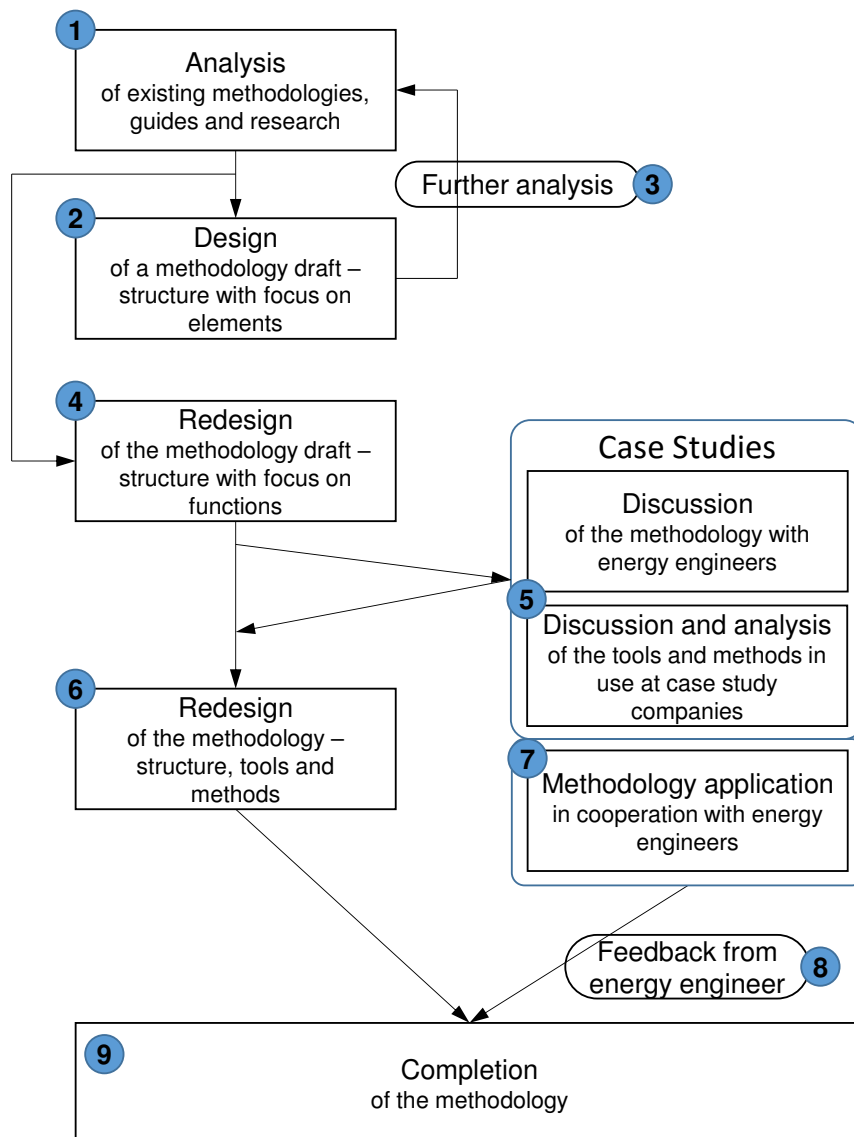 1
Analysis
of existing methodologies,
guides and research
Further analysis
3
2
Design
of a methodology draft –
structure with focus on
elements
4
Redesign
of the methodology draft –
structure with focus on
functions
Case Studies
Discussion
of the methodology with
energy engineers
5
Discussion and analysis
of the tools and methods in
use at case study
companies
6
Redesign
of the methodology –
structure, tools and
methods
7
Methodology application
in cooperation with energy
engineers
Feedback from
energy engineer
8
9
Completion
of the methodology